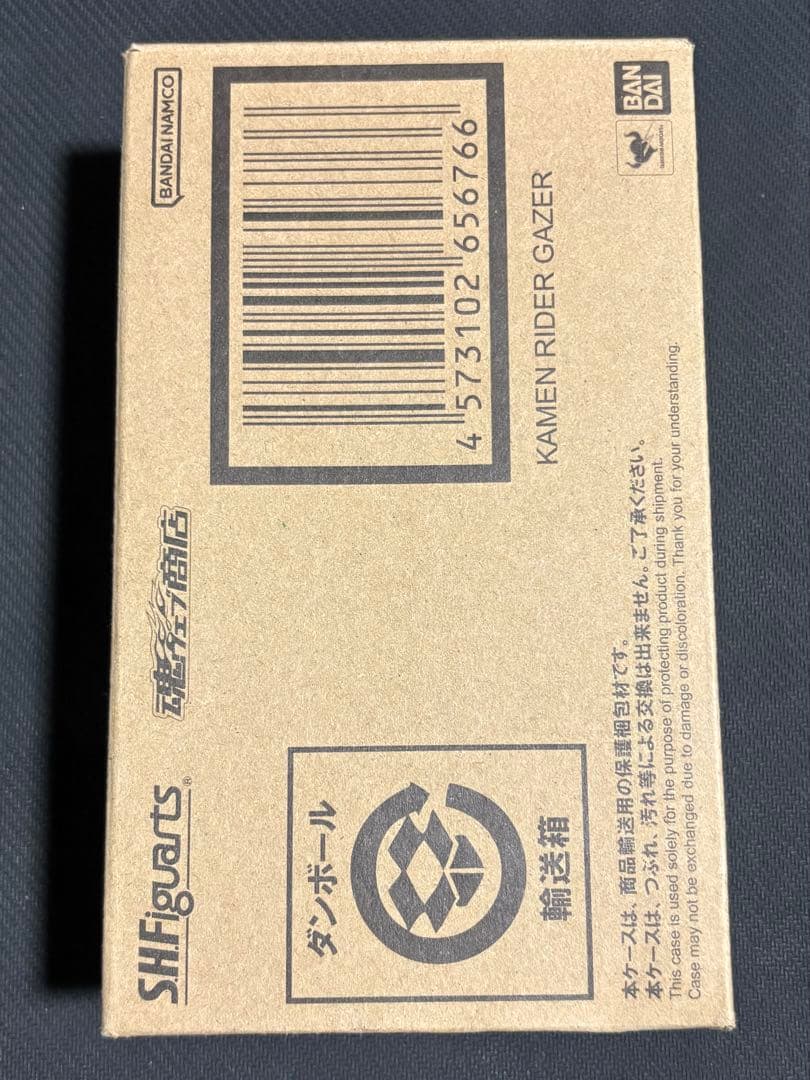 S.H.Figuarts®
魂ウェブ商店
BANDAI NAMCO
4 573102 656766
KAMEN RIDER GAZER
BAN
DAI
ダンボール
輸送箱
本ケースは、商品輸送用の保護梱包材です。
本ケースは、つぶれ、汚れ等による交換は出来ません。ご了承ください。
This case is used solely for the purpose of protecting product during shipment.
Case may not be exchanged due to damage or discoloration. Thank you for your understanding.